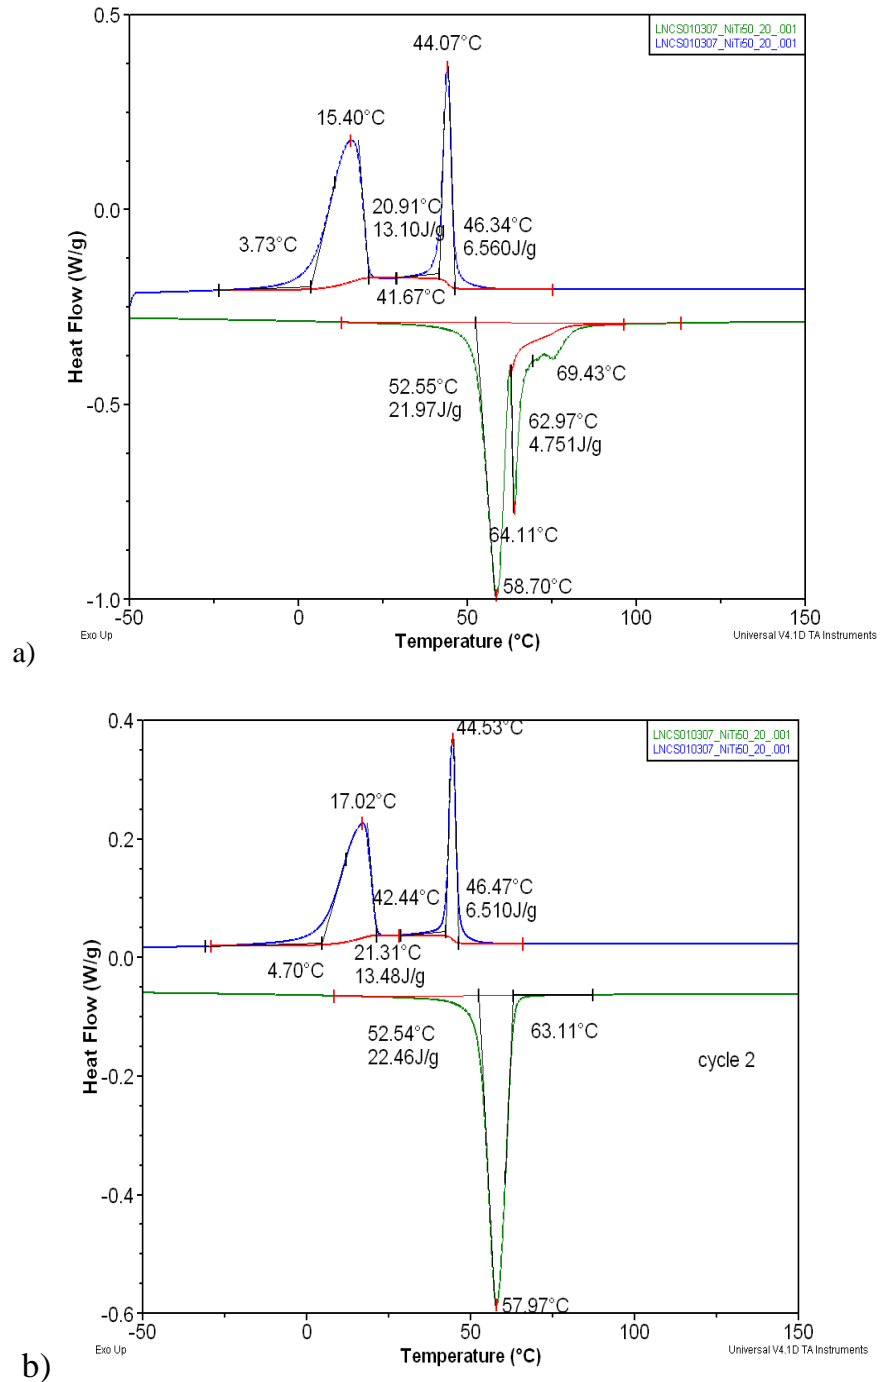 0.5
LNCS010307_NiTi50_20_.001
LNCS010307_NiTi50_20_.001
44.07°C
15.40°C
20.91°C
13.10J/g
46.34°C
6.560J/g
3.73°C
0.0
41.67°C
Heat Flow (W/g)
52.55°C
21.97J/g
69.43°C
62.97°C
4.751J/g
-0.5
64.11°C
58.70°C
-1.0
-50
0
50
100
150
Exo Up
Temperature (°C)
Universal V4.1D TA Instruments
a)
0.4
LNCS010307_NiTi50_20_.001
LNCS010307_NiTi50_20_.001
44.53°C
17.02°C
0.2
42.44°C
46.47°C
6.510J/g
21.31°C
13.48J/g
4.70°C
0.0
Heat Flow (W/g)
52.54°C
22.46J/g
63.11°C
cycle 2
-0.2
-0.4
57.97°C
-0.6
-50
0
50
100
150
Exo Up
Temperature (°C)
Universal V4.1D TA Instruments
b)